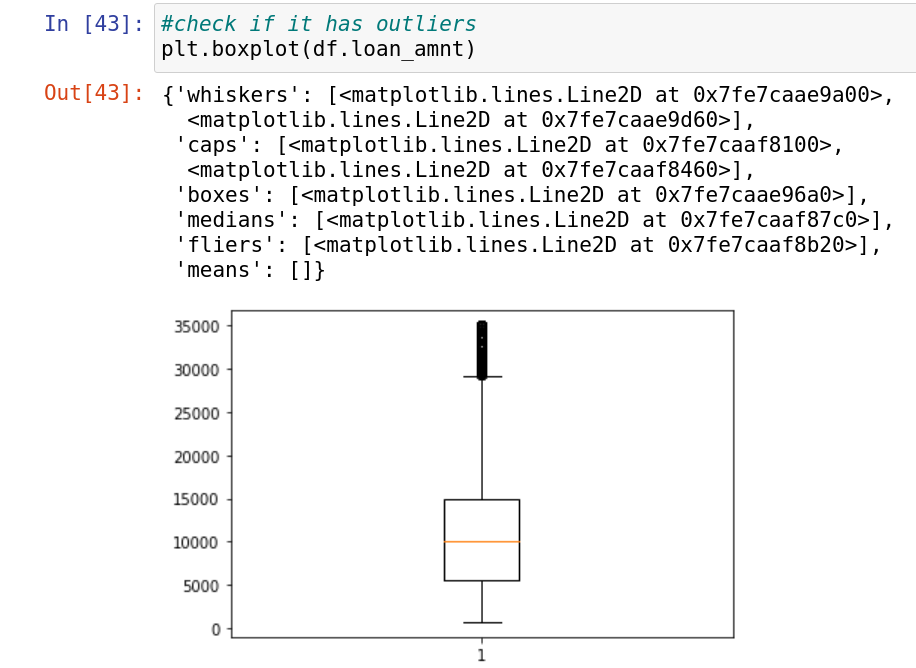 In [43]: #check if it has outliers
plt.boxplot(df.loan_amnt)
Out[43]: {'whiskers': [<matplotlib.lines.Line2D at 0x7fe7caae9a00>,
<matplotlib.lines.Line2D at 0x7fe7caae9d60>],
'caps': [<matplotlib.lines.Line2D at 0x7fe7caaf8100>,
<matplotlib.lines.Line2D at 0x7fe7caaf8460>],
'boxes': [<matplotlib.lines.Line2D at 0x7fe7caae96a0>],
'medians': [<matplotlib.lines.Line2D at 0x7fe7caaf87c0>],
'fliers': [<matplotlib.lines.Line2D at 0x7fe7caaf8b20>],
'means': []}
35000
30000
25000
20000
15000
10000
5000
0
1